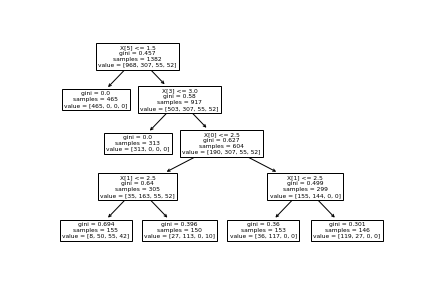 X[5] <= 1.5
gini = 0.457
samples = 1382
value = [968, 307, 55, 52]
gini = 0.0
samples = 465
value = [465, 0, 0, 0]
X[3] <= 3.0
gini = 0.58
samples = 917
value = [503, 307, 55, 52]
gini = 0.0
samples = 313
value = [313, 0, 0, 0]
X[0] <= 2.5
gini = 0.627
samples = 604
value = [190, 307, 55, 52]
X[1] <= 2.5
gini = 0.64
samples = 305
value = [35, 163, 55, 52]
X[1] <= 2.5
gini = 0.499
samples = 299
value = [155, 144, 0, 0]
gini = 0.694
samples = 155
value = [8, 50, 55, 42]
gini = 0.396
samples = 150
value = [27, 113, 0, 10]
gini = 0.36
samples = 153
value = [36, 117, 0, 0]
gini = 0.301
samples = 146
value = [119, 27, 0, 0]